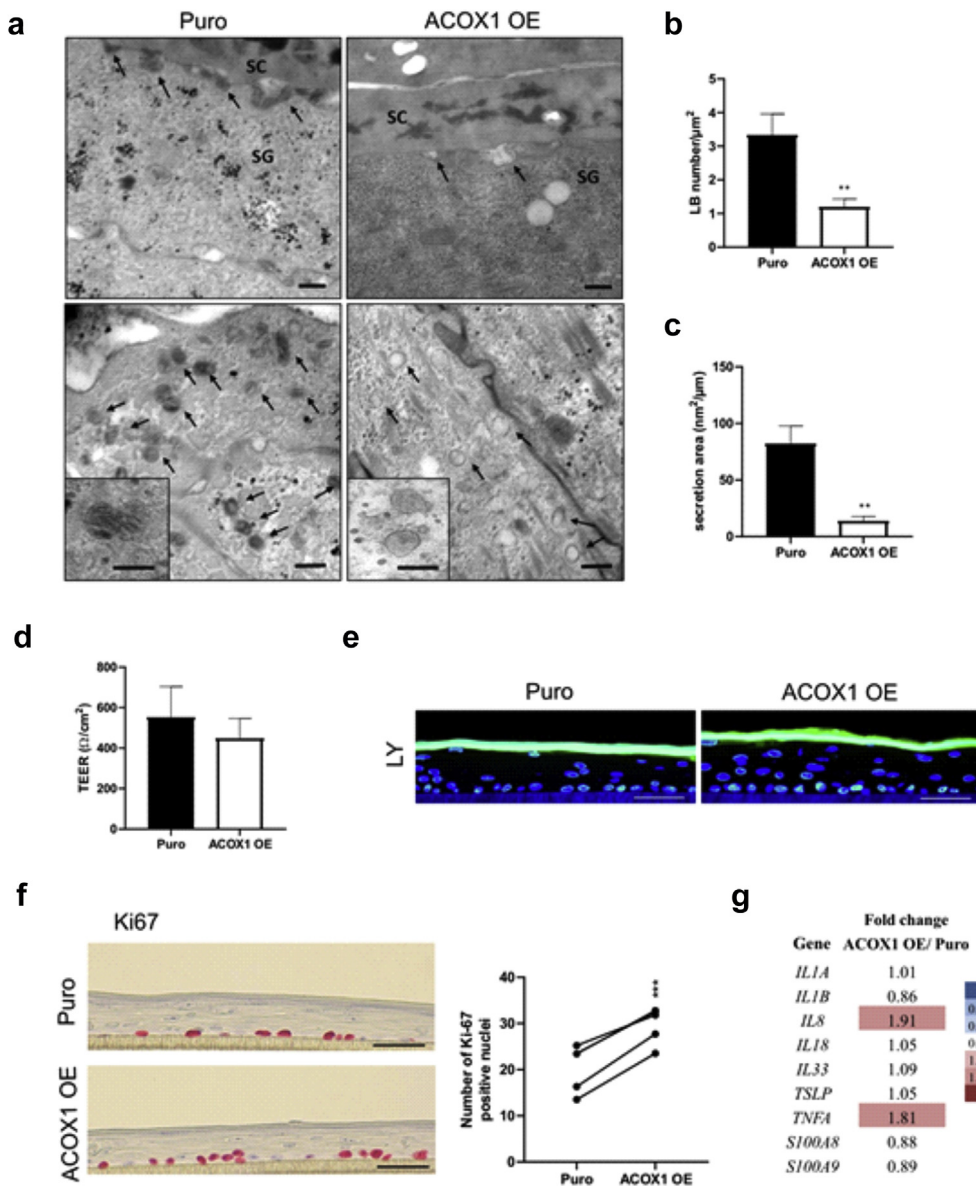 a
Puro
ACOX1 OE
SC
SG
SC
SG
b
LB number/µm²
5
4
3
2
1
0
**
Puro
ACOX1 OE
c
secretion area (nm²/µm)
150
100
50
0
**
Puro
ACOX1 OE
d
TEER (Ω/cm²)
800
600
400
200
0
Puro
ACOX1 OE
e
Puro
ACOX1 OE
LY
f
Ki67
Puro
ACOX1 OE
Number of Ki-67
positive nuclei
40
30
20
10
0
***
Puro
ACOX1 OE
g
Fold change
Gene ACOX1 OE/ Puro
IL1A 1.01
IL1B 0.86
IL8 1.91
IL18 1.05
IL33 1.09
TSLP 1.05
TNFA 1.81
S100A8 0.88
S100A9 0.89